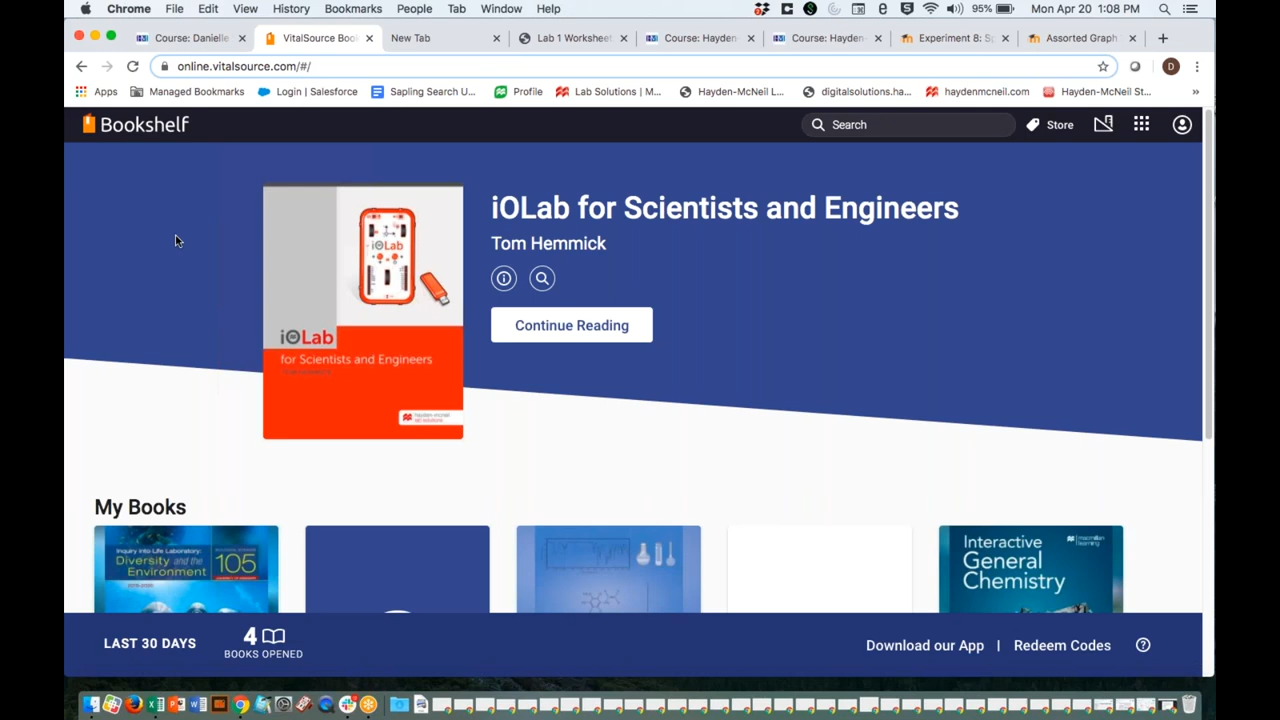 Chrome File Edit View History Bookmarks People Tab Window Help 95% Mon Apr 20 1:08 PM
Course: Danielle VitalSource Boo New Tab Lab 1 Worksheet Course: Hayden- Course: Hayden- Experiment 8: Sp Assorted Graph
online.vitalsource.com/#/ D
Apps Managed Bookmarks Login | Salesforce Sapling Search U... Profile Lab Solutions | M... Hayden-McNeil L... digitalsolutions.ha... haydenmcneil.com Hayden-McNeil St... »
Bookshelf Search Store
iOLab for Scientists and Engineers
Tom Hemmick
Continue Reading
iOLab
iOLab
for Scientists and Engineers
My Books
Inquiry into Life Laboratory:
Diversity and the
Environment
105
Interactive
General
Chemistry
macmillan
learning
LAST 30 DAYS
4
BOOKS OPENED
Download our App | Redeem Codes